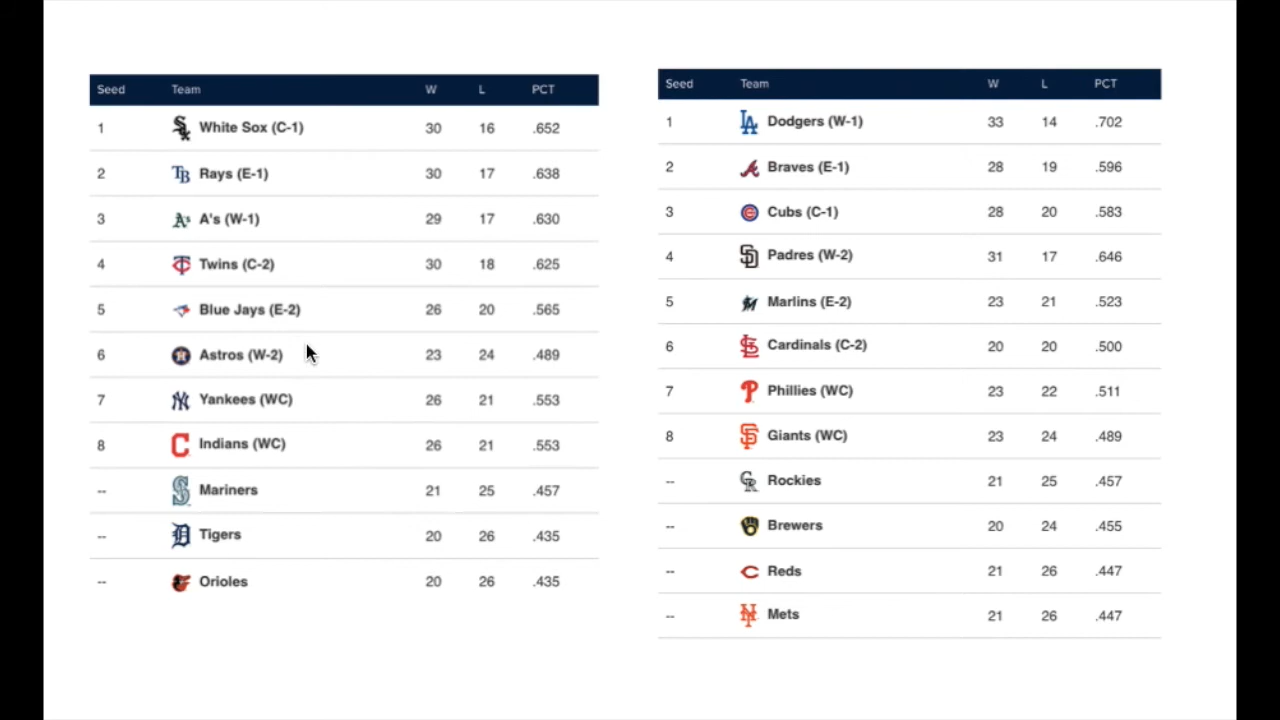 Seed Team W L PCT
1 White Sox (C-1) 30 16 .652
2 Rays (E-1) 30 17 .638
3 A's (W-1) 29 17 .630
4 Twins (C-2) 30 18 .625
5 Blue Jays (E-2) 26 20 .565
6 Astros (W-2) 23 24 .489
7 Yankees (WC) 26 21 .553
8 Indians (WC) 26 21 .553
-- Mariners 21 25 .457
-- Tigers 20 26 .435
-- Orioles 20 26 .435
Seed Team W L PCT
1 Dodgers (W-1) 33 14 .702
2 Braves (E-1) 28 19 .596
3 Cubs (C-1) 28 20 .583
4 Padres (W-2) 31 17 .646
5 Marlins (E-2) 23 21 .523
6 Cardinals (C-2) 20 20 .500
7 Phillies (WC) 23 22 .511
8 Giants (WC) 23 24 .489
-- Rockies 21 25 .457
-- Brewers 20 24 .455
-- Reds 21 26 .447
-- Mets 21 26 .447